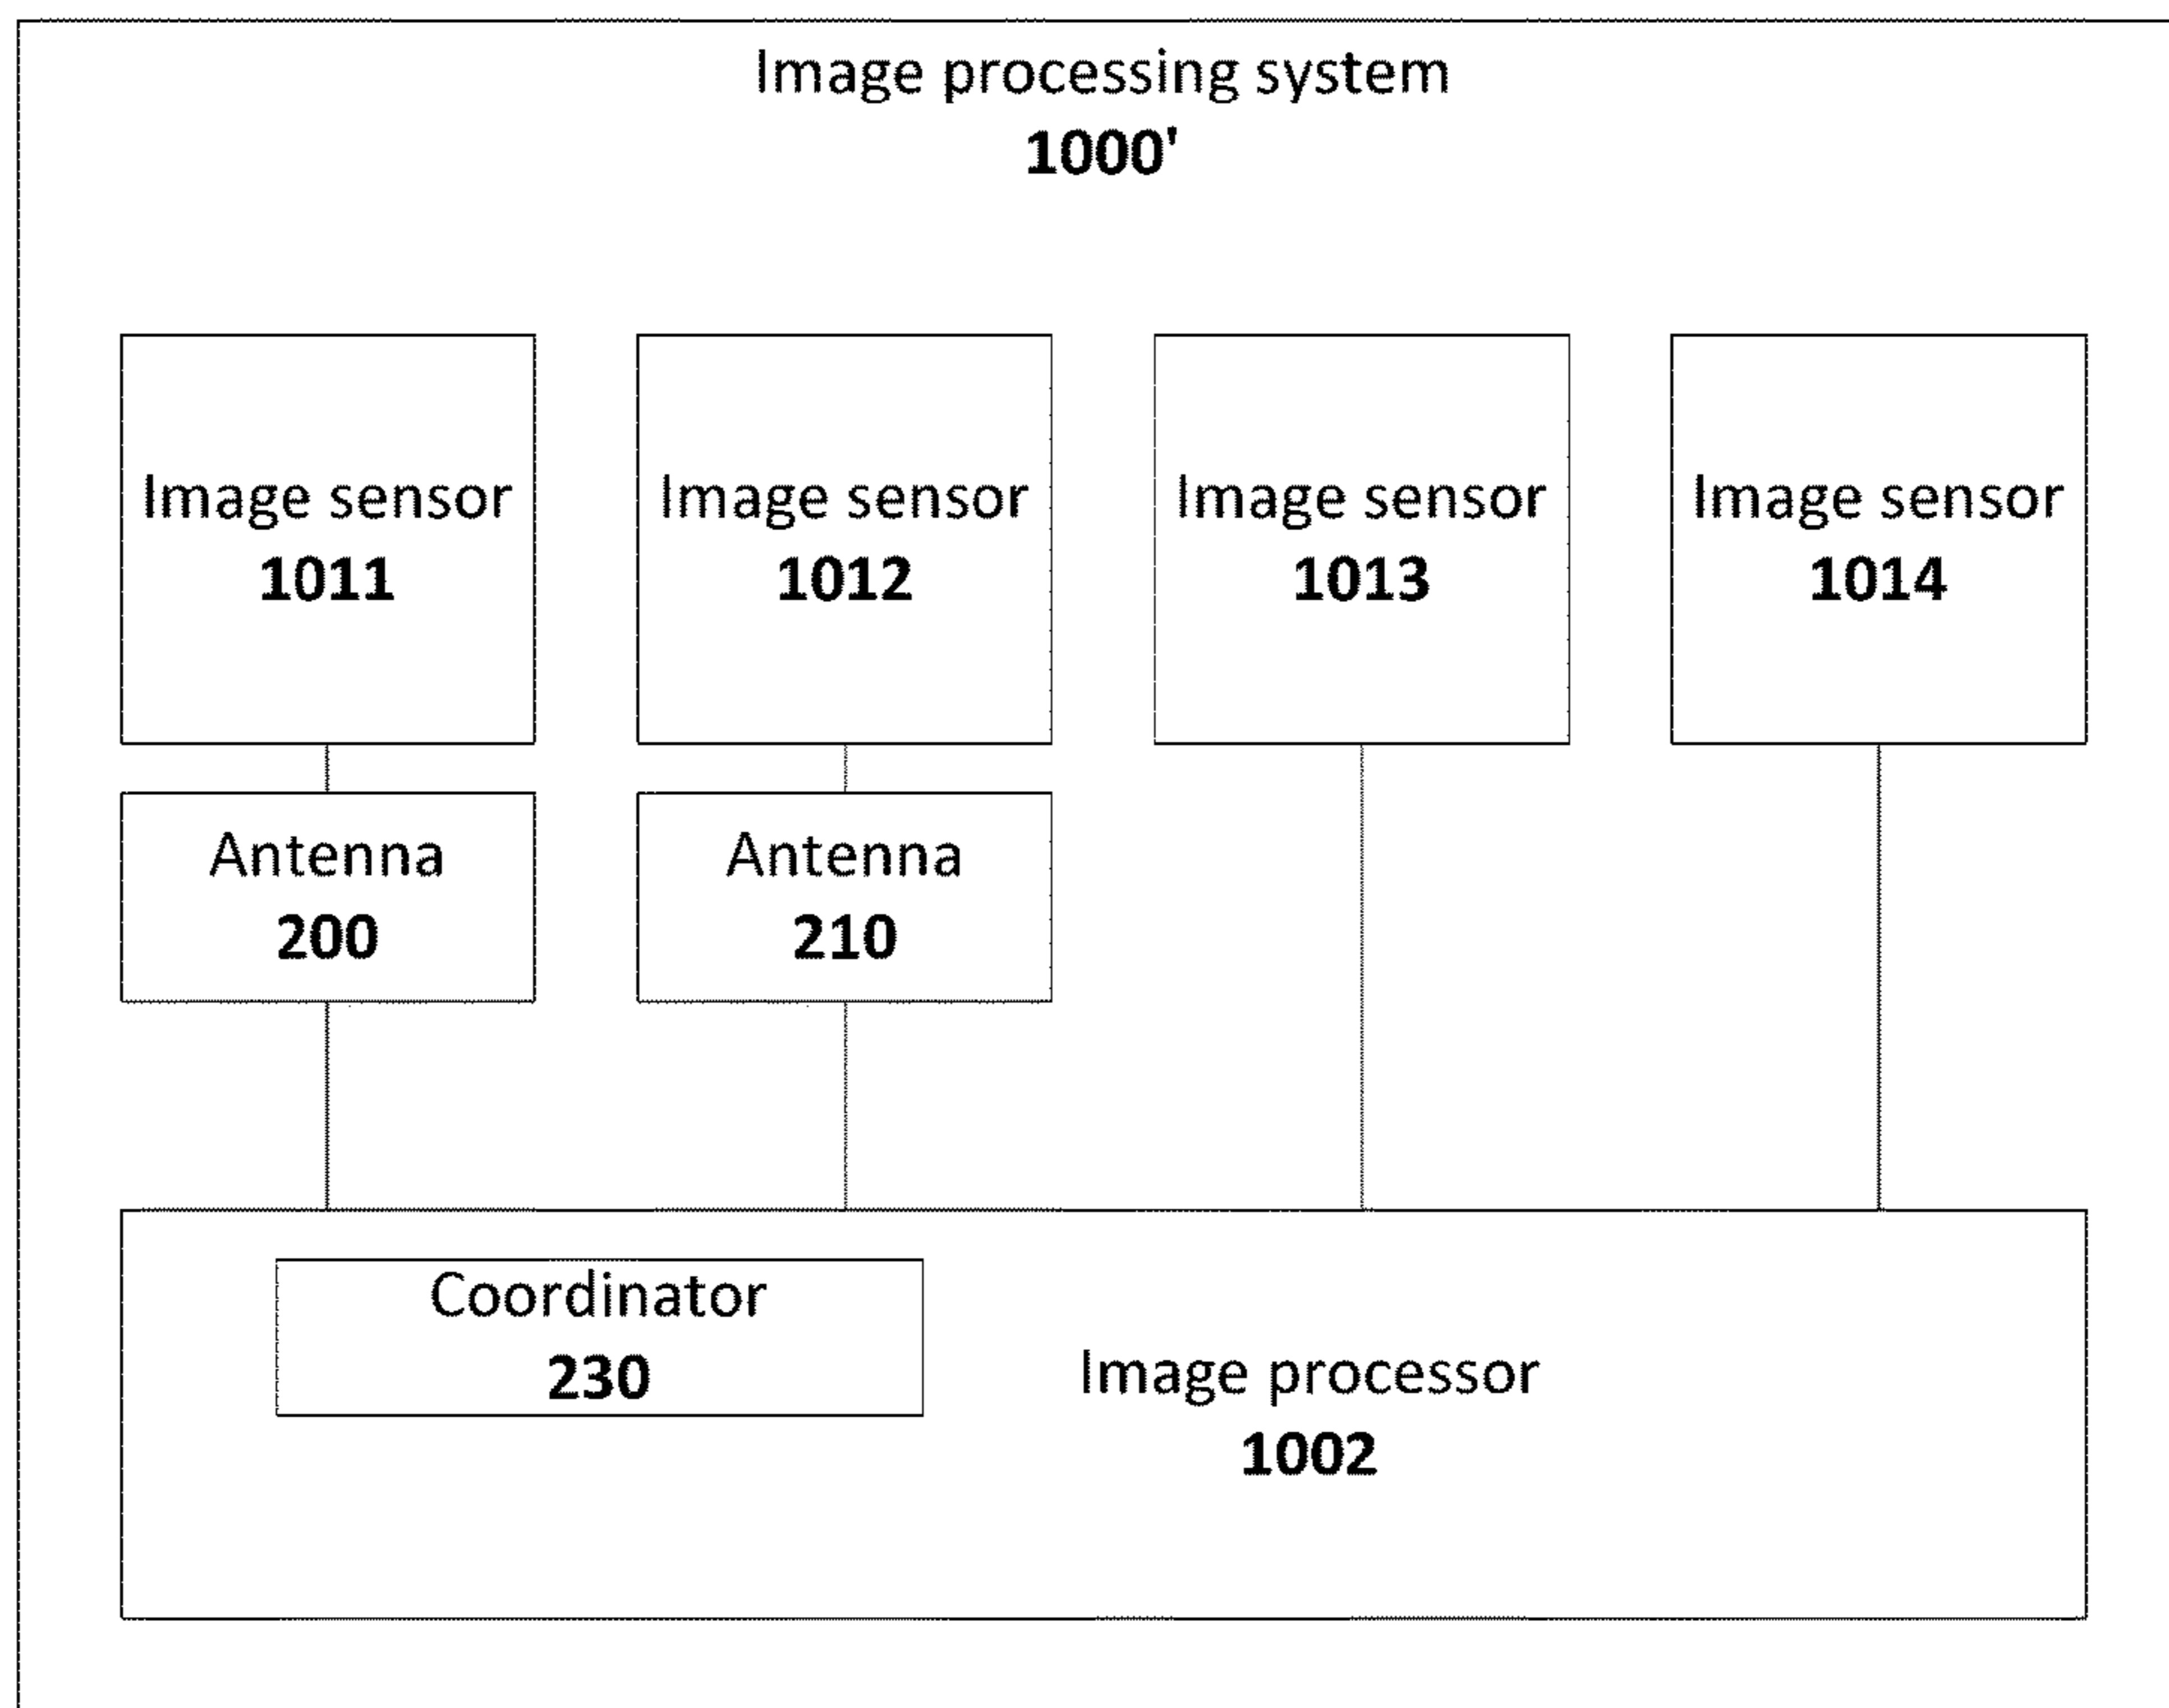 Image processing system
1000'
Image sensor
1011
Image sensor
1012
Image sensor
1013
Image sensor
1014
Antenna
200
Antenna
210
Coordinator
230
Image processor
1002